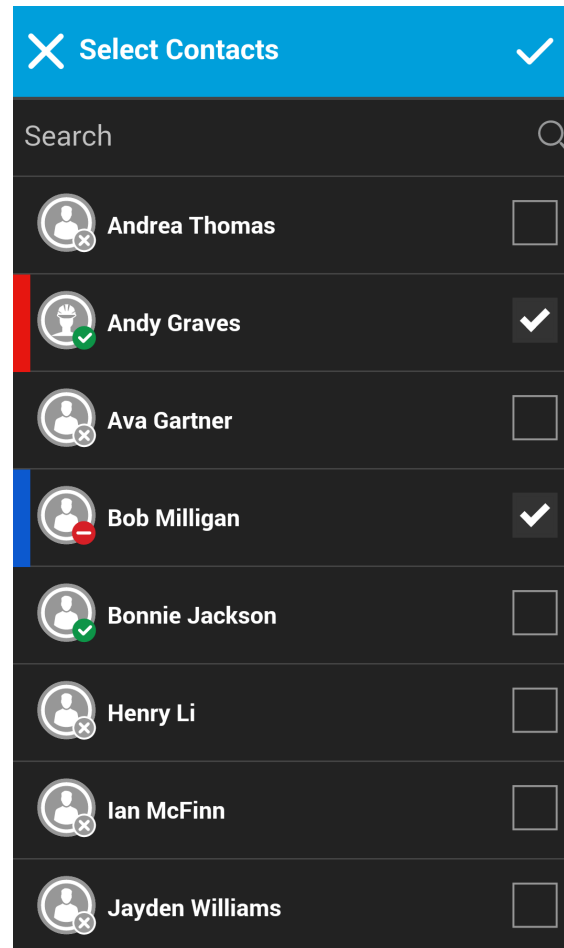 Select Contacts
Search
Andrea Thomas
Andy Graves
Ava Gartner
Bob Milligan
Bonnie Jackson
Henry Li
Ian McFinn
Jayden Williams